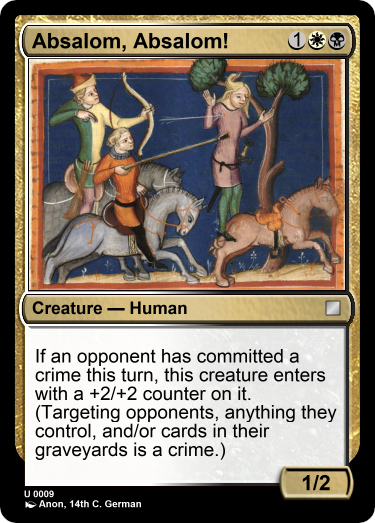 Absalom, Absalom! 1
Creature — Human
If an opponent has committed a
crime this turn, this creature enters
with a +2/+2 counter on it.
(Targeting opponents, anything they
control, and/or cards in their
graveyards is a crime.)
1/2
U 0009
Anon, 14th C. German